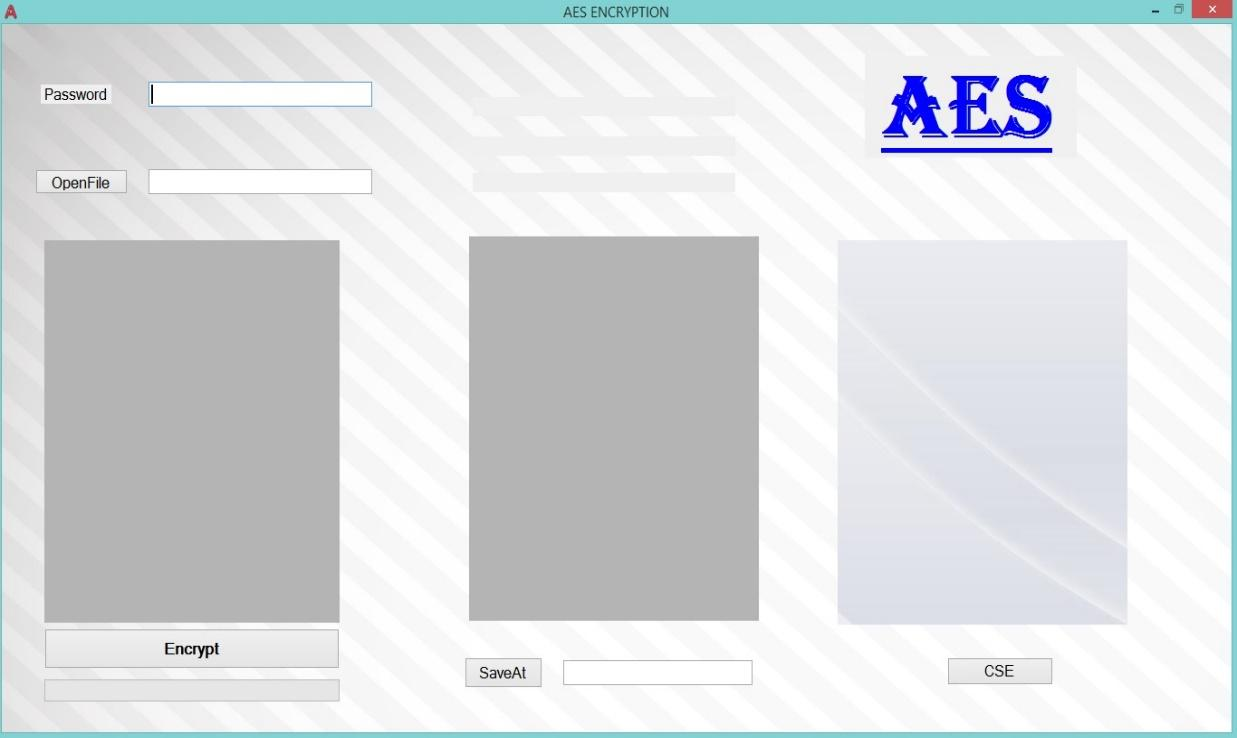 AES ENCRYPTION
Password
AES
OpenFile
Encrypt
SaveAt
CSE